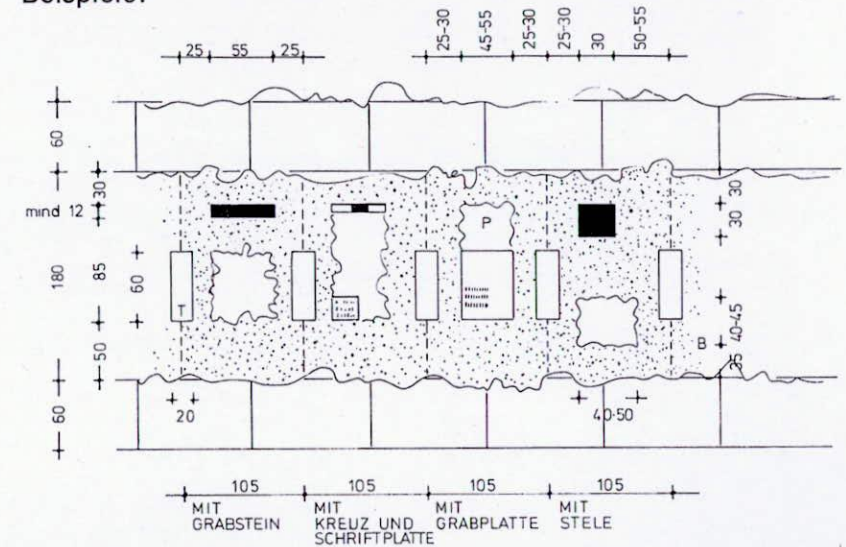 Beispiele:
25 55 25
25-30 45-55 25-30 25-30 30 50-55
60
30
mind 12
180 85 60
50
60
P
T
B
30
30
40-45
35
20
40-50
105 105 105 105
MIT GRABSTEIN
MIT KREUZ UND SCHRIFTPLATTE
MIT GRABPLATTE
MIT STELE